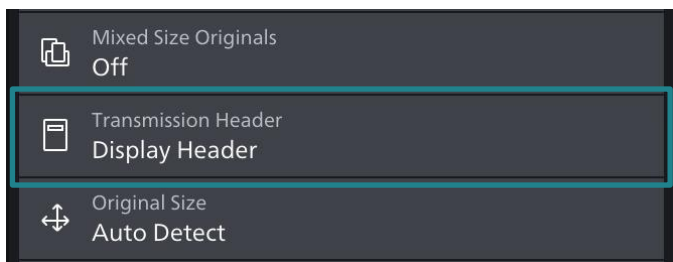 Mixed Size Originals
Off
Transmission Header
Display Header
Original Size
Auto Detect